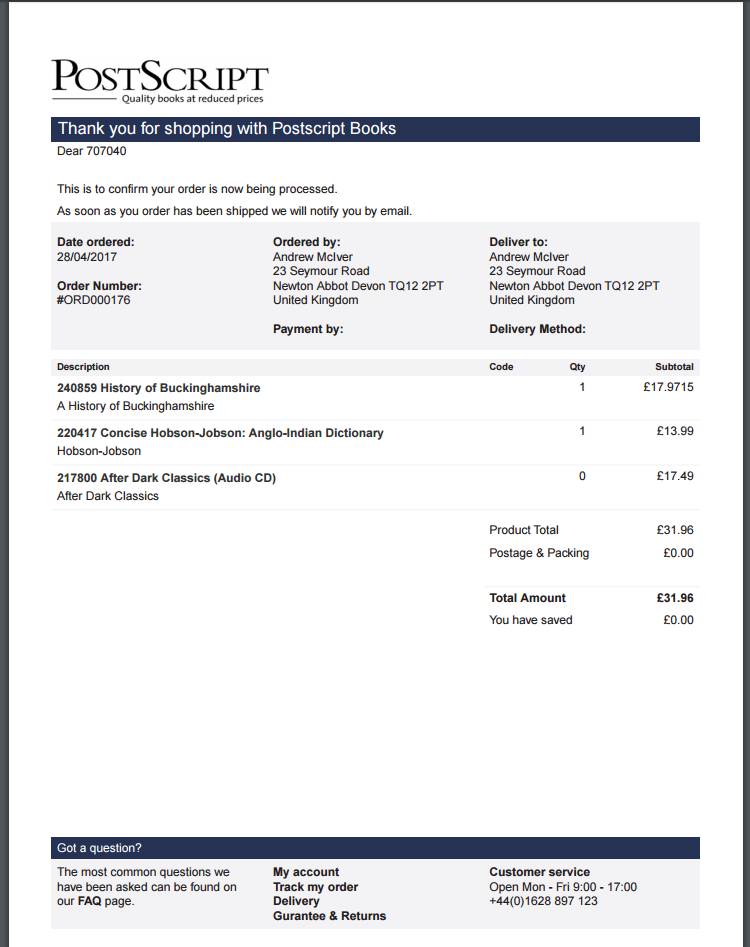 POSTSCRIPT
Quality books at reduced prices
Thank you for shopping with Postscript Books
Dear 707040
This is to confirm your order is now being processed.
As soon as you order has been shipped we will notify you by email.
Date ordered:
28/04/2017
Order Number:
#ORD000176
Ordered by:
Andrew McIver
23 Seymour Road
Newton Abbot Devon TQ12 2PT
United Kingdom
Payment by:
Deliver to:
Andrew McIver
23 Seymour Road
Newton Abbot Devon TQ12 2PT
United Kingdom
Delivery Method:
Description Code Qty Subtotal
240859 History of Buckinghamshire 1 £17.9715
A History of Buckinghamshire
220417 Concise Hobson-Jobson: Anglo-Indian Dictionary 1 £13.99
Hobson-Jobson
217800 After Dark Classics (Audio CD) 0 £17.49
After Dark Classics
Product Total £31.96
Postage & Packing £0.00
Total Amount £31.96
You have saved £0.00
Got a question?
The most common questions we
have been asked can be found on
our FAQ page.
My account
Track my order
Delivery
Gurantee & Returns
Customer service
Open Mon - Fri 9:00 - 17:00
+44(0)1628 897 123